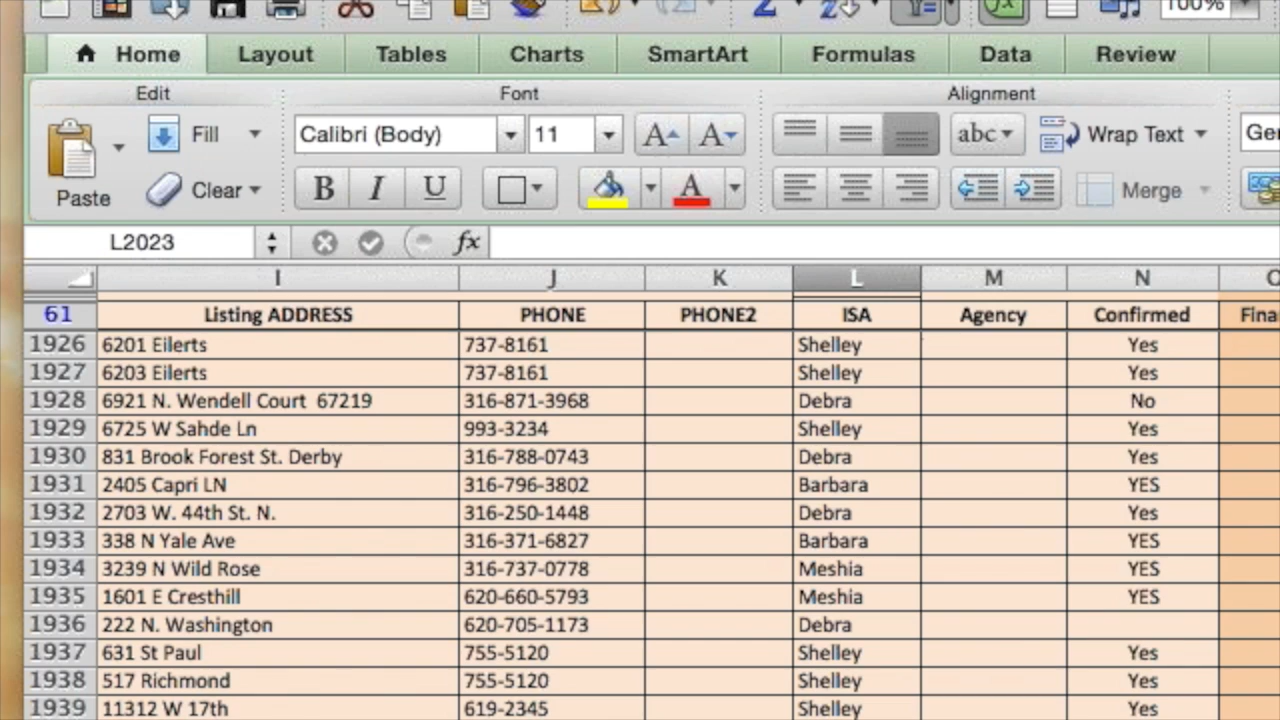 100%
Home Layout Tables Charts SmartArt Formulas Data Review
Edit Font Alignment
Fill Calibri (Body) 11 A A abc Wrap Text Ge
Paste Clear B I U A Merge
L2023 fx
I J K L M N
61 Listing ADDRESS PHONE PHONE2 ISA Agency Confirmed Fina
1926 6201 Eilerts 737-8161 Shelley Yes
1927 6203 Eilerts 737-8161 Shelley Yes
1928 6921 N. Wendell Court 67219 316-871-3968 Debra No
1929 6725 W Sahde Ln 993-3234 Shelley Yes
1930 831 Brook Forest St. Derby 316-788-0743 Debra Yes
1931 2405 Capri LN 316-796-3802 Barbara YES
1932 2703 W. 44th St. N. 316-250-1448 Debra Yes
1933 338 N Yale Ave 316-371-6827 Barbara YES
1934 3239 N Wild Rose 316-737-0778 Meshia YES
1935 1601 E Cresthill 620-660-5793 Meshia YES
1936 222 N. Washington 620-705-1173 Debra
1937 631 St Paul 755-5120 Shelley Yes
1938 517 Richmond 755-5120 Shelley Yes
1939 11312 W 17th 619-2345 Shelley Yes